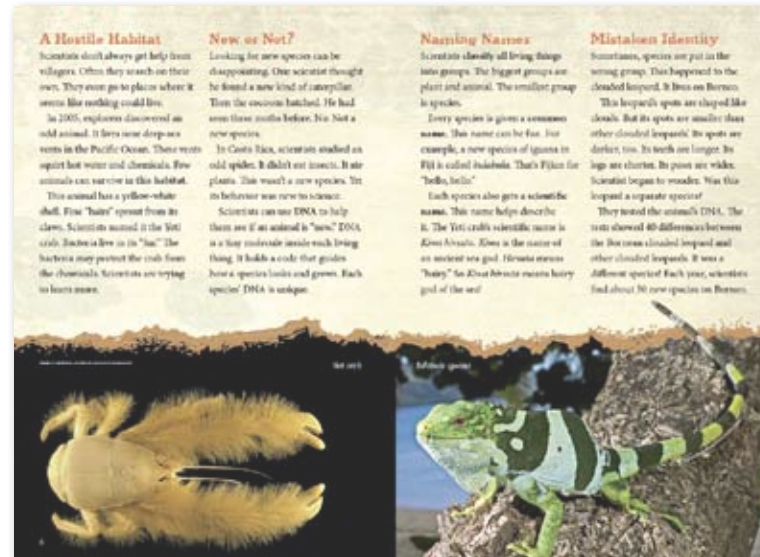 A Hostile Habitat
Scientists don't always get help from
villagers. Often they search on their
own. They even go to places where it
seems like nothing could live.
In 2005, explorers discovered an
odd animal. It lives near deep-sea
vents in the Pacific Ocean. These vents
squirt hot water and chemicals. Few
animals can survive in this habitat.
This animal has a yellow-white
shell. Fine "hairs" sprout from its
claws. Scientists named it the Yeti
crab. Bacteria live in its "fur." The
bacteria may protect the crab from
the chemicals. Scientists are trying
to learn more.
New or Not?
Looking for new species can be
disappointing. One scientist thought
he found a new kind of caterpillar.
Then the cocoons hatched. He had
seen these moths before. No. Not a
new species.
In Costa Rica, scientists studied an
odd spider. It didn't eat insects. It ate
plants. This wasn't a new species. Yet
its behavior was new to science.
Scientists can use DNA to help
them see if an animal is "new." DNA
is a tiny molecule inside each living
thing. It holds a code that guides
how a species looks and grows. Each
species' DNA is unique.
Naming Names
Scientists classify all living things
into groups. The biggest groups are
plant and animal. The smallest group
is species.
Every species is given a common
name. This name can be fun. For
example, a new species of iguana in
Fiji is called bulabula. That's Fijian for
"hello, hello."
Each species also gets a scientific
name. This name helps describe
it. The Yeti crab's scientific name is
Kiwa hirsuta. Kiwa is the name of
an ancient sea god. Hirsuta means
"hairy." So Kiwa hirsuta means hairy
god of the sea!
Mistaken Identity
Sometimes, species are put in the
wrong group. This happened to the
clouded leopard. It lives on Borneo.
This leopard's spots are shaped like
clouds. But its spots are smaller than
other clouded leopards! Its spots are
darker, too. Its teeth are longer. Its
legs are shorter. Its paws are wider.
Scientist began to wonder. Was this
leopard a separate species?
They tested the animal's DNA. The
tests showed 40 differences between
the Bornean clouded leopard and
other clouded leopards. It was a
different species! Each year, scientists
find about 30 new species on Borneo.
Yeti crab
Bulabula iguana
6